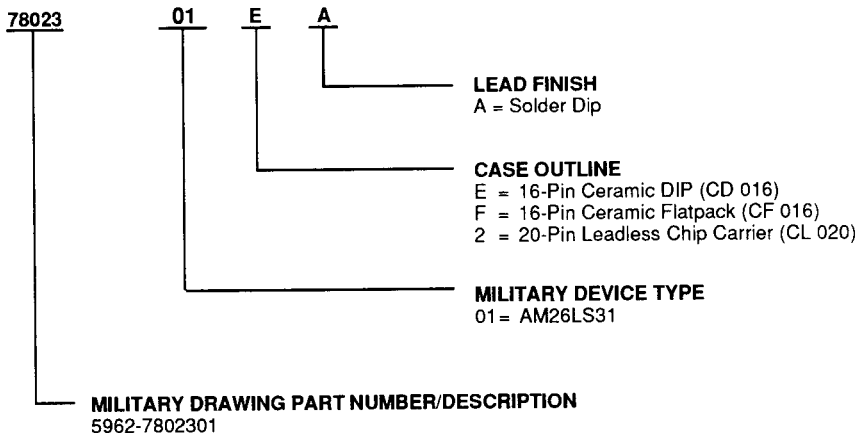 78023 01 E A
LEAD FINISH
A = Solder Dip
CASE OUTLINE
E = 16-Pin Ceramic DIP (CD 016)
F = 16-Pin Ceramic Flatpack (CF 016)
2 = 20-Pin Leadless Chip Carrier (CL 020)
MILITARY DEVICE TYPE
01= AM26LS31
MILITARY DRAWING PART NUMBER/DESCRIPTION
5962-7802301